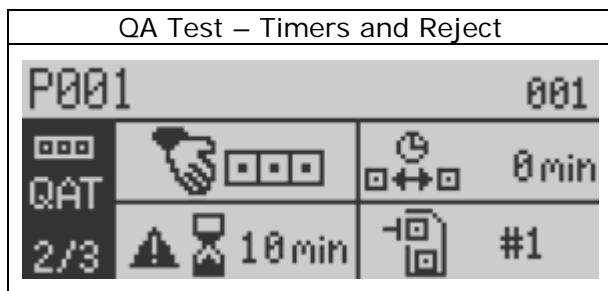 QA Test – Timers and Reject
P001 001
QAT 0 min
2/3 10 min #1